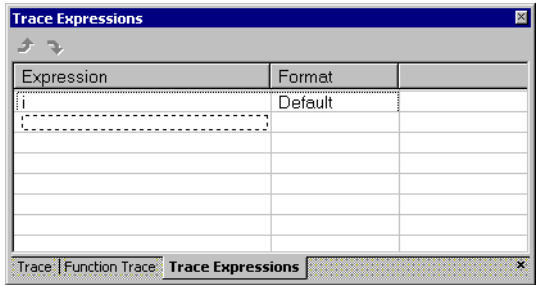 Trace Expressions
Expression Format
i Default
Trace Function Trace Trace Expressions